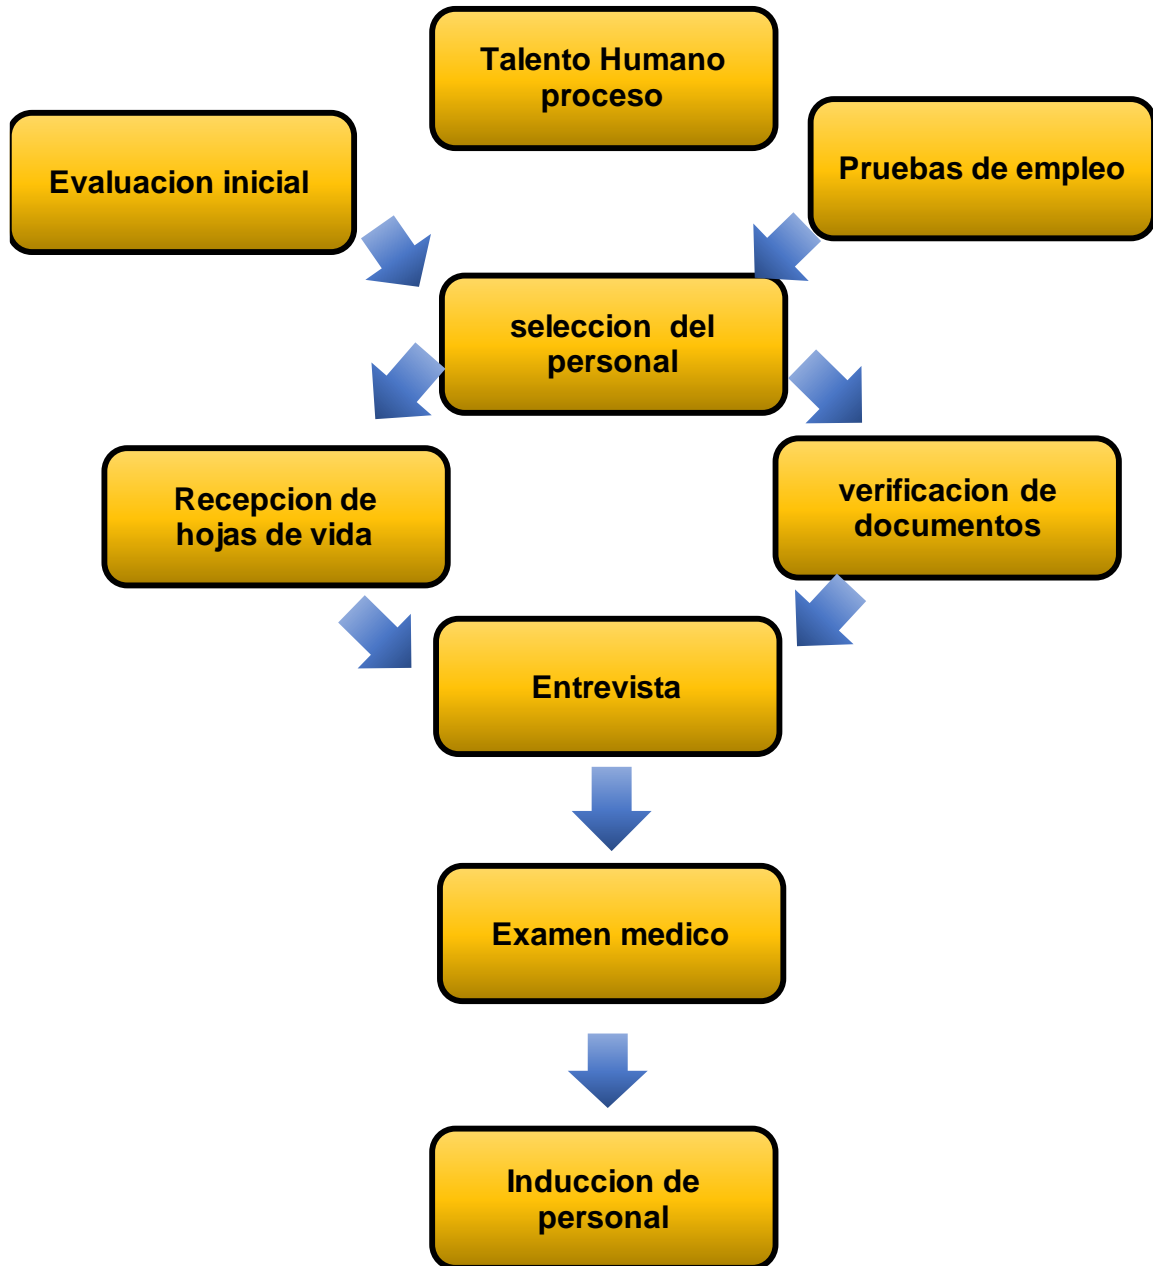 Talento Humano
proceso
Evaluacion inicial
Pruebas de empleo
seleccion  del
personal
Recepcion de
hojas de vida
verificacion de
documentos
Entrevista
Examen medico
Induccion de
personal